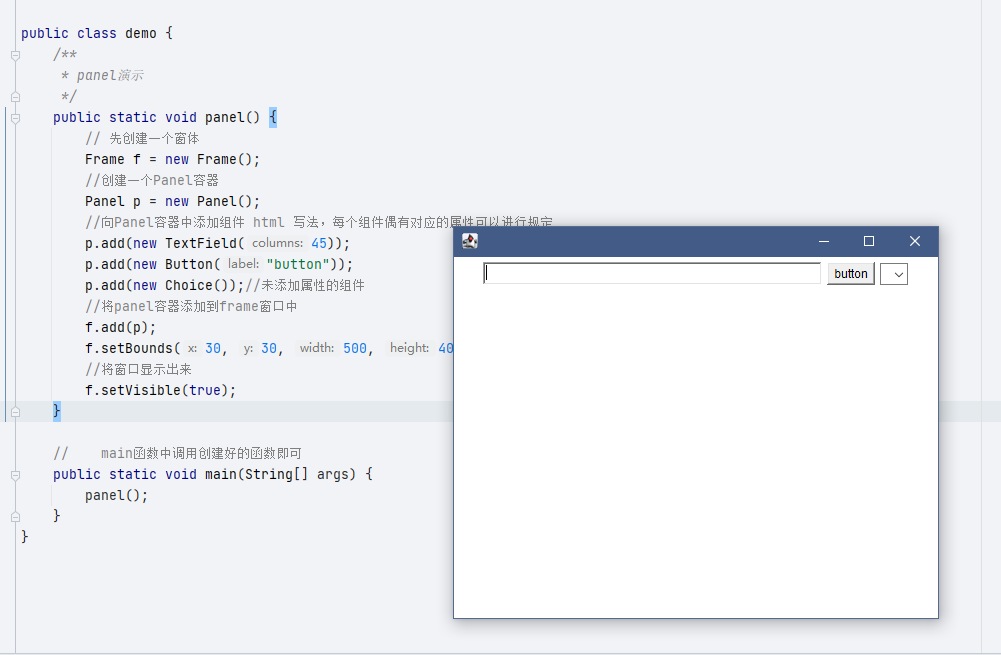 public class demo {
/**
* panel演示
*/
public static void panel() {
// 先创建一个窗体
Frame f = new Frame();
//创建一个Panel容器
Panel p = new Panel();
//向Panel容器中添加组件 html 写法，每个组件偶有对应的属性可以进行规定
p.add(new TextField( columns: 45));
p.add(new Button( label: "button"));
p.add(new Choice());//未添加属性的组件
//将panel容器添加到frame窗口中
f.add(p);
f.setBounds( x: 30, y: 30, width: 500, height: 40
//将窗口显示出来
f.setVisible(true);
}
// main函数中调用创建好的函数即可
public static void main(String[] args) {
panel();
}
}
button